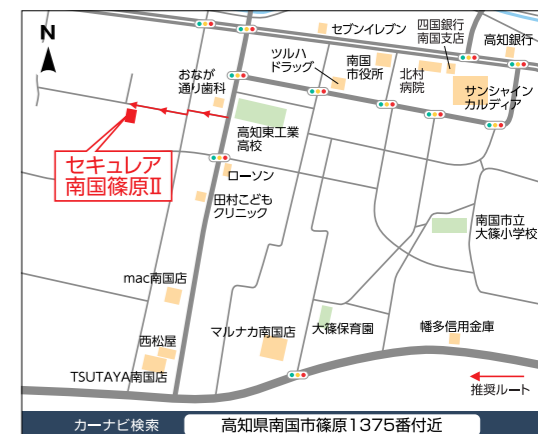 N
セブンイレブン
四国銀行
南国支店
高知銀行
ツルハ
ドラッグ
南国
市役所
北村
病院
サンシャイン
カルディア
おなが
通り歯科
高知東工業
高校
セキュレア
南国篠原Ⅱ
ローソン
田村こども
クリニック
南国市立
大篠小学校
mac南国店
西松屋
TSUTAYA南国店
マルナカ南国店
大篠保育園
幡多信用金庫
推奨ルート
カーナビ検索 高知県南国市篠原1375番付近